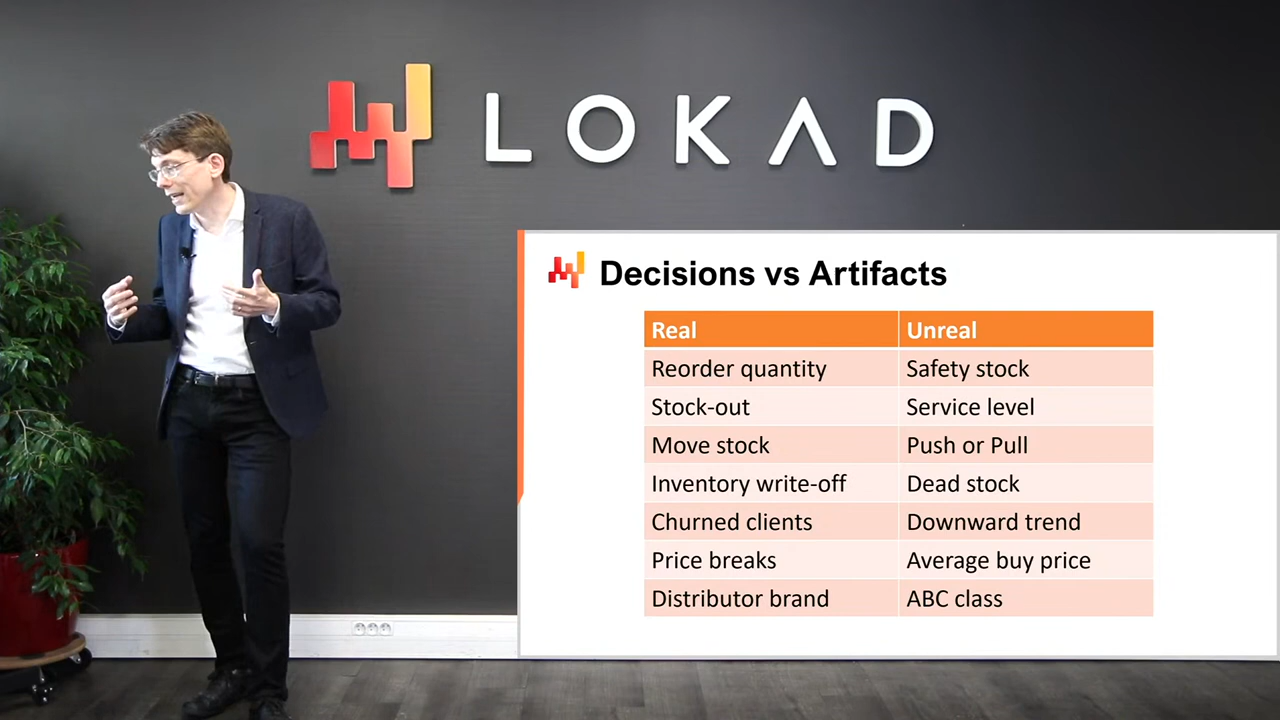 LOKAD
Decisions vs Artifacts
Real Unreal
Reorder quantity Safety stock
Stock-out Service level
Move stock Push or Pull
Inventory write-off Dead stock
Churned clients Downward trend
Price breaks Average buy price
Distributor brand ABC class